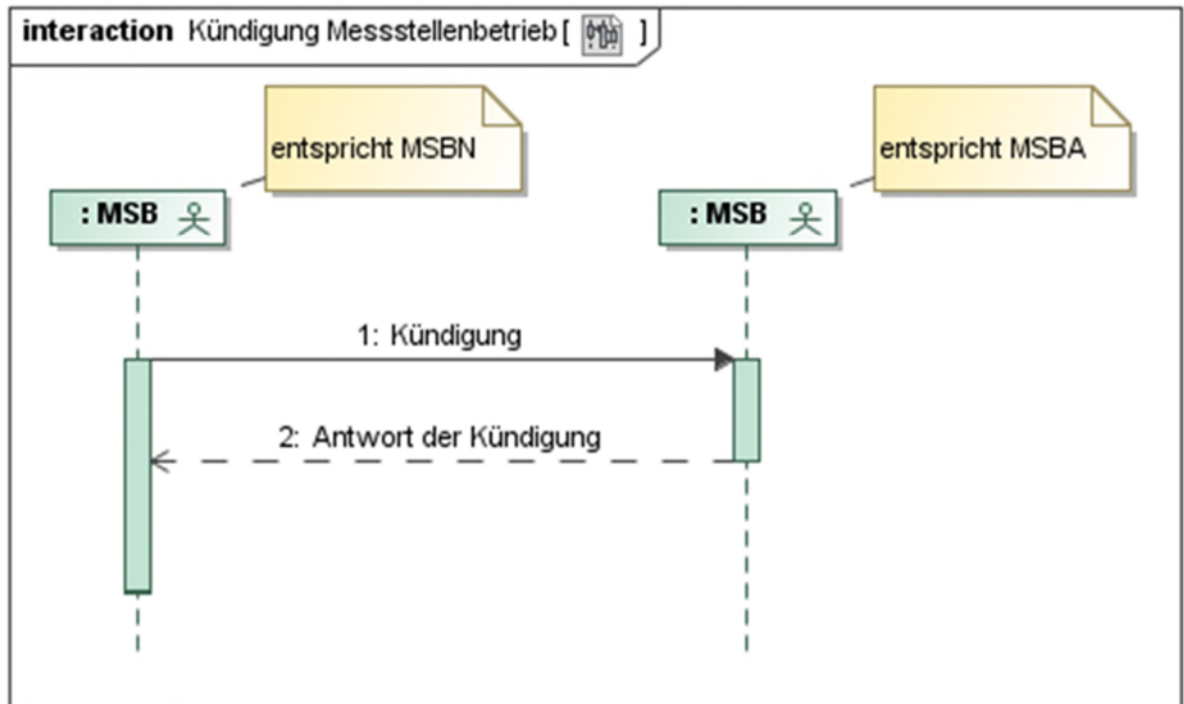 interaction Kündigung Messstellenbetrieb [ ]
entspricht MSBN
entspricht MSBA
: MSB
: MSB
1: Kündigung
2: Antwort der Kündigung